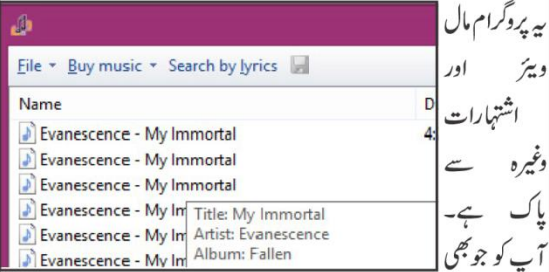 File Buy music Search by lyrics
Name D
Evanescence - My Immortal 4:
Evanescence - My Immortal
Evanescence - My Immortal
Evanescence - My Im
Evanescence - My Im
Evanescence - My Im
Title: My Immortal
Artist: Evanescence
Album: Fallen
یہ پروگرام مال
ویئر اور
اشتہارات
وغیرہ سے
پاک ہے۔
آپ کو جو بھی